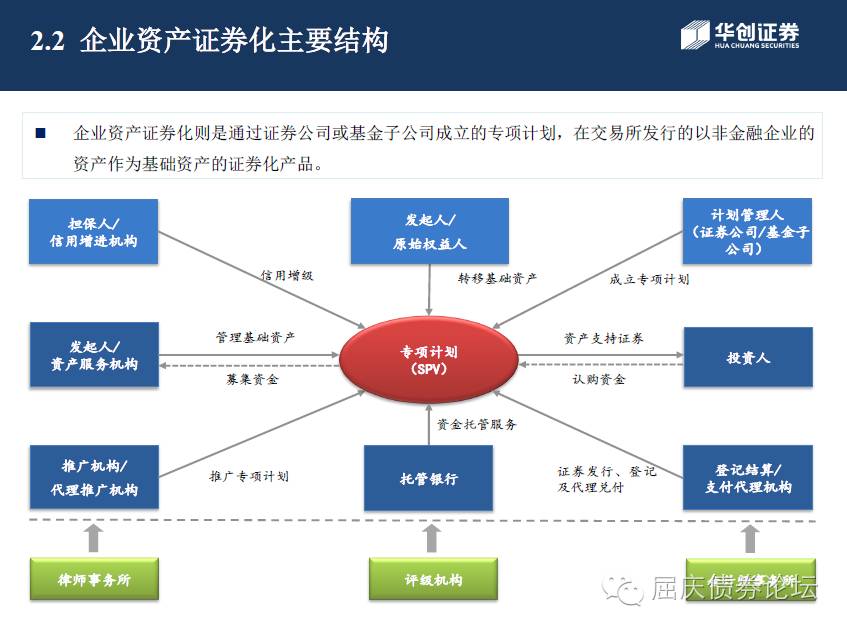 2.2 企业资产证券化主要结构
华创证券
HUA CHUANG SECURITIES
企业资产证券化则是通过证券公司或基金子公司成立的专项计划，在交易所发行的以非金融企业的
资产作为基础资产的证券化产品。
担保人/
信用增进机构
发起人/
原始权益人
计划管理人
（证券公司/基金子
公司）
信用增级
转移基础资产
成立专项计划
发起人/
资产服务机构
管理基础资产
募集资金
专项计划
（SPV）
资产支持证券
认购资金
投资人
推广机构/
代理推广机构
推广专项计划
资金托管服务
托管银行
证券发行、登记
及代理兑付
登记结算/
支付代理机构
律师事务所
评级机构
屈庆债券论坛